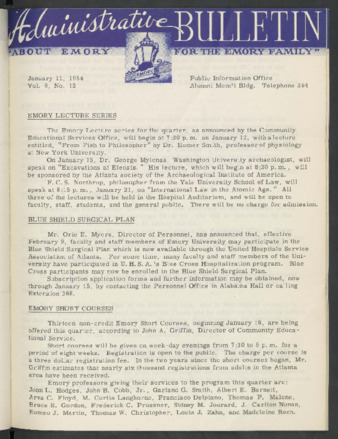 Administrative BULLETIN
"ABOUT EMORY FOR THE EMORY FAMILY"
January 11, 1954 Public Information Office
Vol. 9, No. 13 Alumni Mem'l Bldg. Telephone 344
EMORY LECTURE SERIES
The Emory Lecture series for the quarter, as announced by the Community
Educational Services Office, will begin at 7:30 p.m. on January 12, with a lecture
entitled, "From Fish to Philosopher" by Dr. Homer Smith, professor of physiology
at New York University.
On January 15, Dr. George Mylonas, Washington University archaeologist, will
speak on "Excavations at Eleusis." His lecture, which will begin at 8:30 p.m., will
be sponsored by the Atlanta society of the Archaeological Institute of America.
F. C. S. Northrup, philosopher from the Yale University School of Law, will
speak at 8:15 p.m., January 21, on "International Law in the Atomic Age." All
three of the lectures will be held in the Hospital Auditorium, and will be open to
faculty, staff, students, and the general public. There will be no charge for admission.
BLUE SHIELD SURGICAL PLAN
Mr. Orie E. Myers, Director of Personnel, has announced that, effective
February 9, faculty and staff members of Emory University may participate in the
Blue Shield Surgical Plan which is now available through the United Hospitals Service
Association of Atlanta. For some time, many faculty and staff members of the Uni-
versity have participated in U.H.S.A.'s Blue Cross Hospitalization program. Blue
Cross participants may now be enrolled in the Blue Shield Surgical Plan.
Subscription application forms and further information may be obtained, now
through January 15, by contacting the Personnel Office in Alabama Hall or calling
Extension 268.
EMORY SHORT COURSES
Thirteen non-credit Emory Short Courses, beginning January 18, are being
offered this quarter, according to John A. Griffin, Director of Community Educa-
tional Service.
Short courses will be given on week-day evenings from 7:30 to 9 p.m. for a
period of eight weeks. Registration is open to the public. The charge per course is
a three dollar registration fee. In the two years since the short courses began, Mr.
Griffin estimates that nearly six thousand registrations from adults in the Atlanta
area have been received.
Emory professors giving their services to the program this quarter are:
Joen L. Hodges, John B. Cobb, Jr., Garland G. Smith, Albert E. Barnett,
Area C. Floyd, M. Curtis Langhorne, Francisco Delpiano, Thomas P. Malone,
Bruce R. Gordon, Frederick C. Prussner, Sidney M. Jourard, J. Carlton Nunan,
Romeo J. Martin, Thomas W. Christopher, Louis J. Zahn, and Madeleine Rocn.